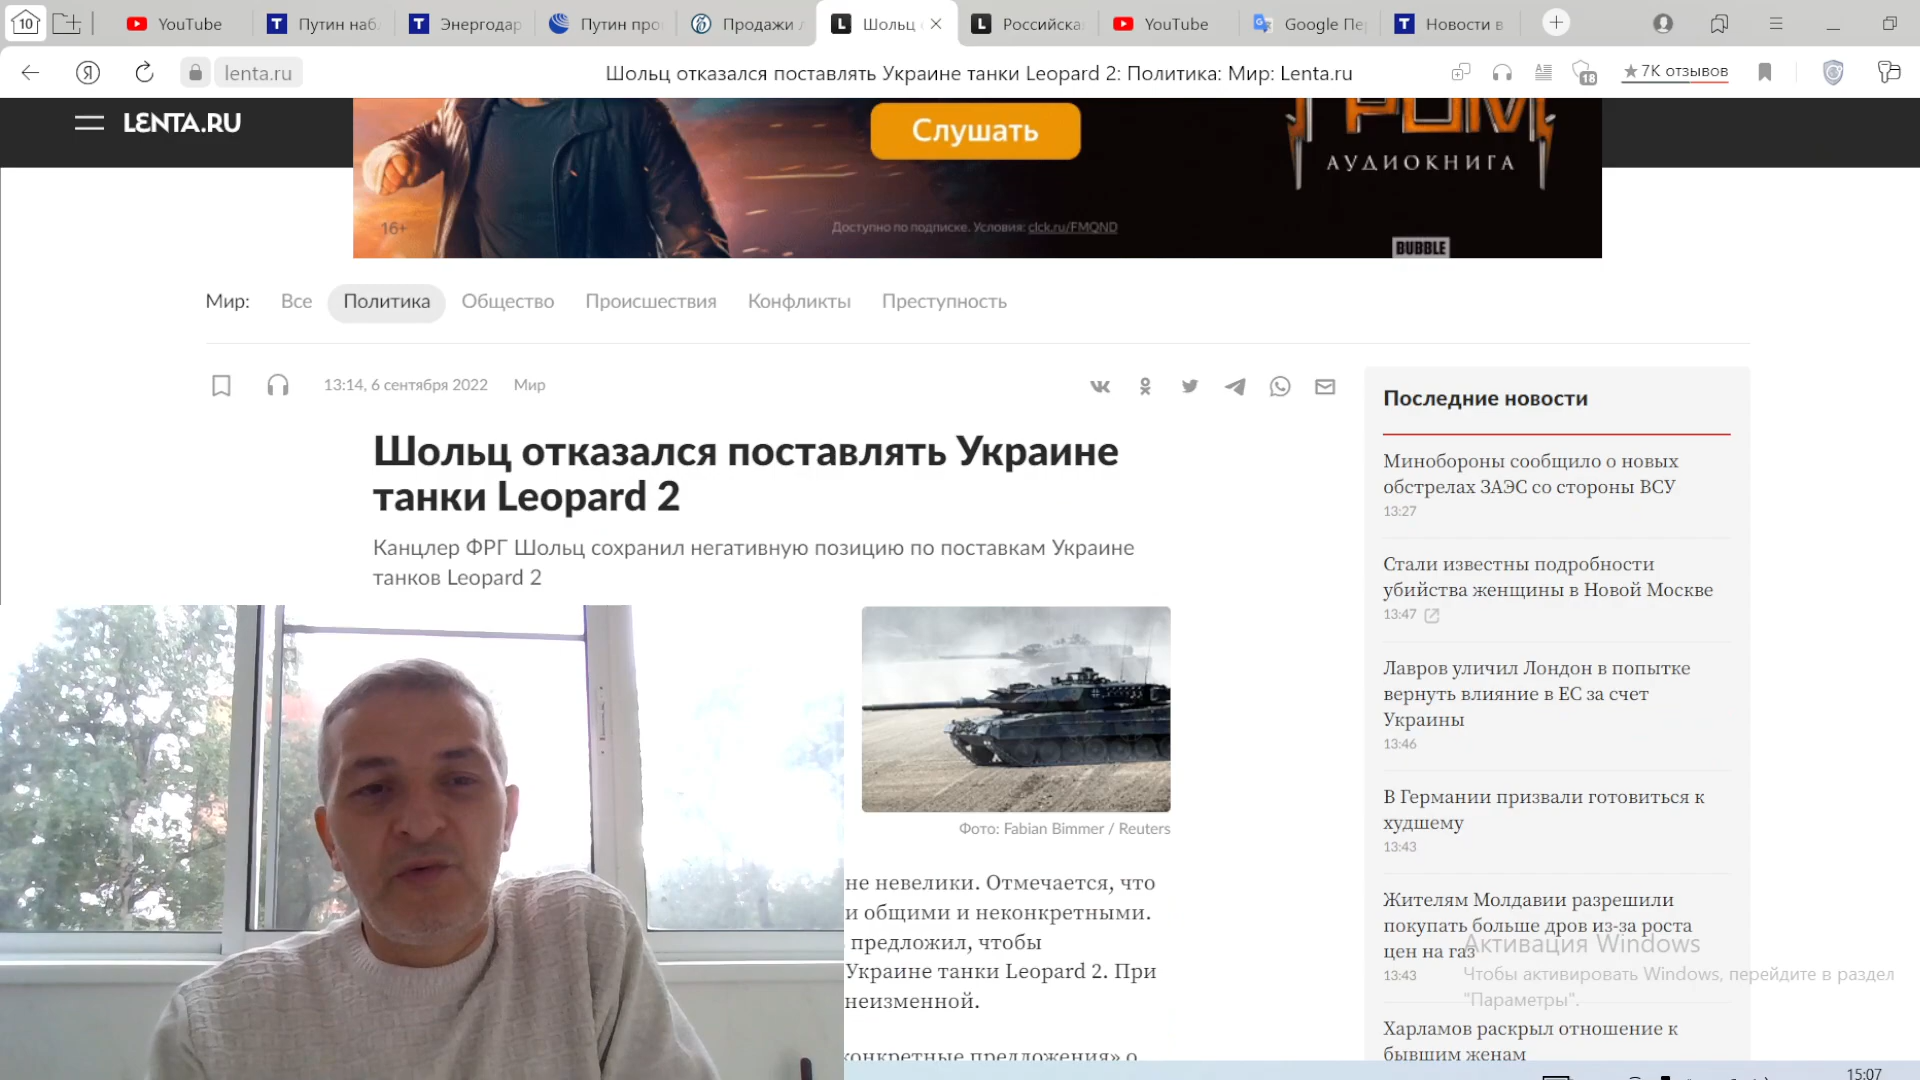 10
YouTube
Путин наб
Энергодар
Путин про
Продажи л
Шольц
Российска
YouTube
Google Пе
Новости в
lenta.ru
Шольц отказался поставлять Украине танки Leopard 2: Политика: Мир: Lenta.ru
18
★ 7К отзывов
LENTA.RU
Слушать
ГРОМ
АУДИОКНИГА
16+
Доступно по подписке. Условия: clck.ru/FMQND
BUBBLE
Мир:
Все
Политика
Общество
Происшествия
Конфликты
Преступность
13:14, 6 сентября 2022
Мир
Шольц отказался поставлять Украине
танки Leopard 2
Канцлер ФРГ Шольц сохранил негативную позицию по поставкам Украине
танков Leopard 2
Фото: Fabian Bimmer / Reuters
не невелики. Отмечается, что
и общими и неконкретными.
предложил, чтобы
Украине танки Leopard 2. При
неизменной.
конкретные предложения» о
Последние новости
Минобороны сообщило о новых
обстрелах ЗАЭС со стороны ВСУ
13:27
Стали известны подробности
убийства женщины в Новой Москве
13:47
Лавров уличил Лондон в попытке
вернуть влияние в ЕС за счет
Украины
13:46
В Германии призвали готовиться к
худшему
13:43
Жителям Молдавии разрешили
покупать больше дров из-за роста
цен на газ
13:43
Харламов раскрыл отношение к
бывшим женам
Активация Windows
Чтобы активировать Windows, перейдите в раздел
"Параметры".
15:07